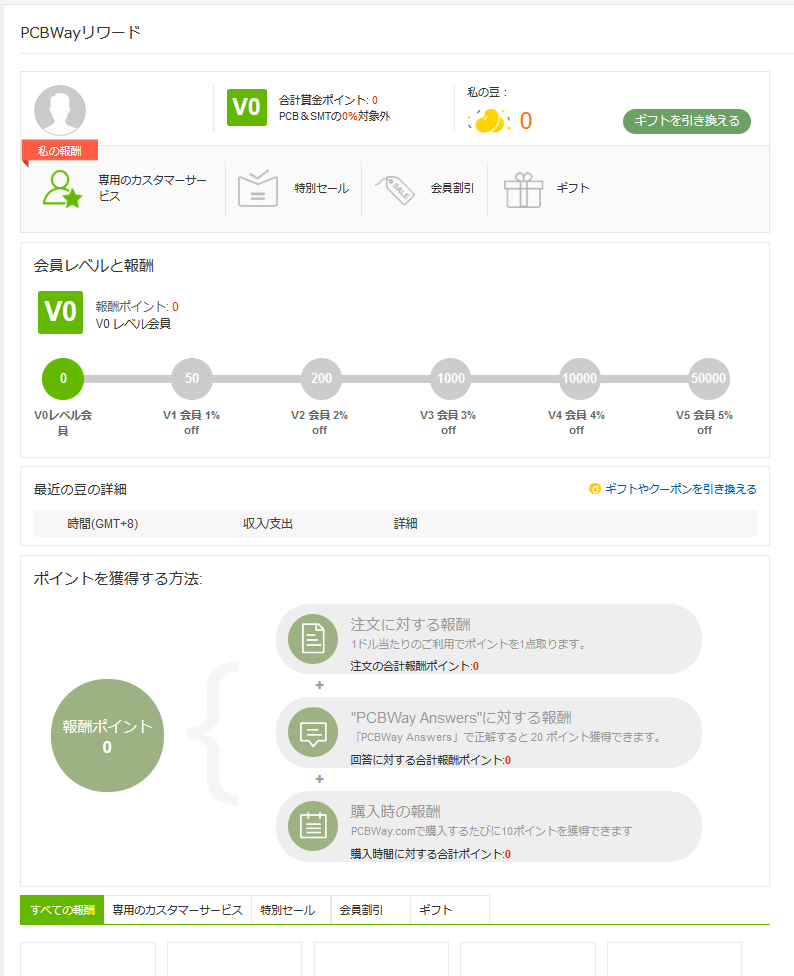 PCBWayリワード
V0
合計賞金ポイント: 0
PCB＆SMTの0%対象外
私の豆：
0
ギフトを引き換える
私の報酬
専用のカスタマーサー
ビス
特別セール
SALE
会員割引
ギフト
会員レベルと報酬
V0
報酬ポイント: 0
V0 レベル会員
0 50 200 1000 10000 50000
V0レベル会 V1 会員 1% V2 会員 2% V3 会員 3% V4 会員 4% V5 会員 5%
員 off off off off off
最近の豆の詳細
ギフトやクーポンを引き換える
時間(GMT+8) 収入/支出 詳細
ポイントを獲得する方法:
報酬ポイント
0
注文に対する報酬
1ドル当たりのご利用でポイントを1点取ります。
注文の合計報酬ポイント:0
+
"PCBWay Answers"に対する報酬
「PCBWay Answers」で正解すると 20 ポイント獲得できます。
回答に対する合計報酬ポイント:0
+
購入時の報酬
PCBWay.comで購入するたびに10ポイントを獲得できます
購入時間に対する合計ポイント:0
すべての報酬 専用のカスタマーサービス 特別セール 会員割引 ギフト